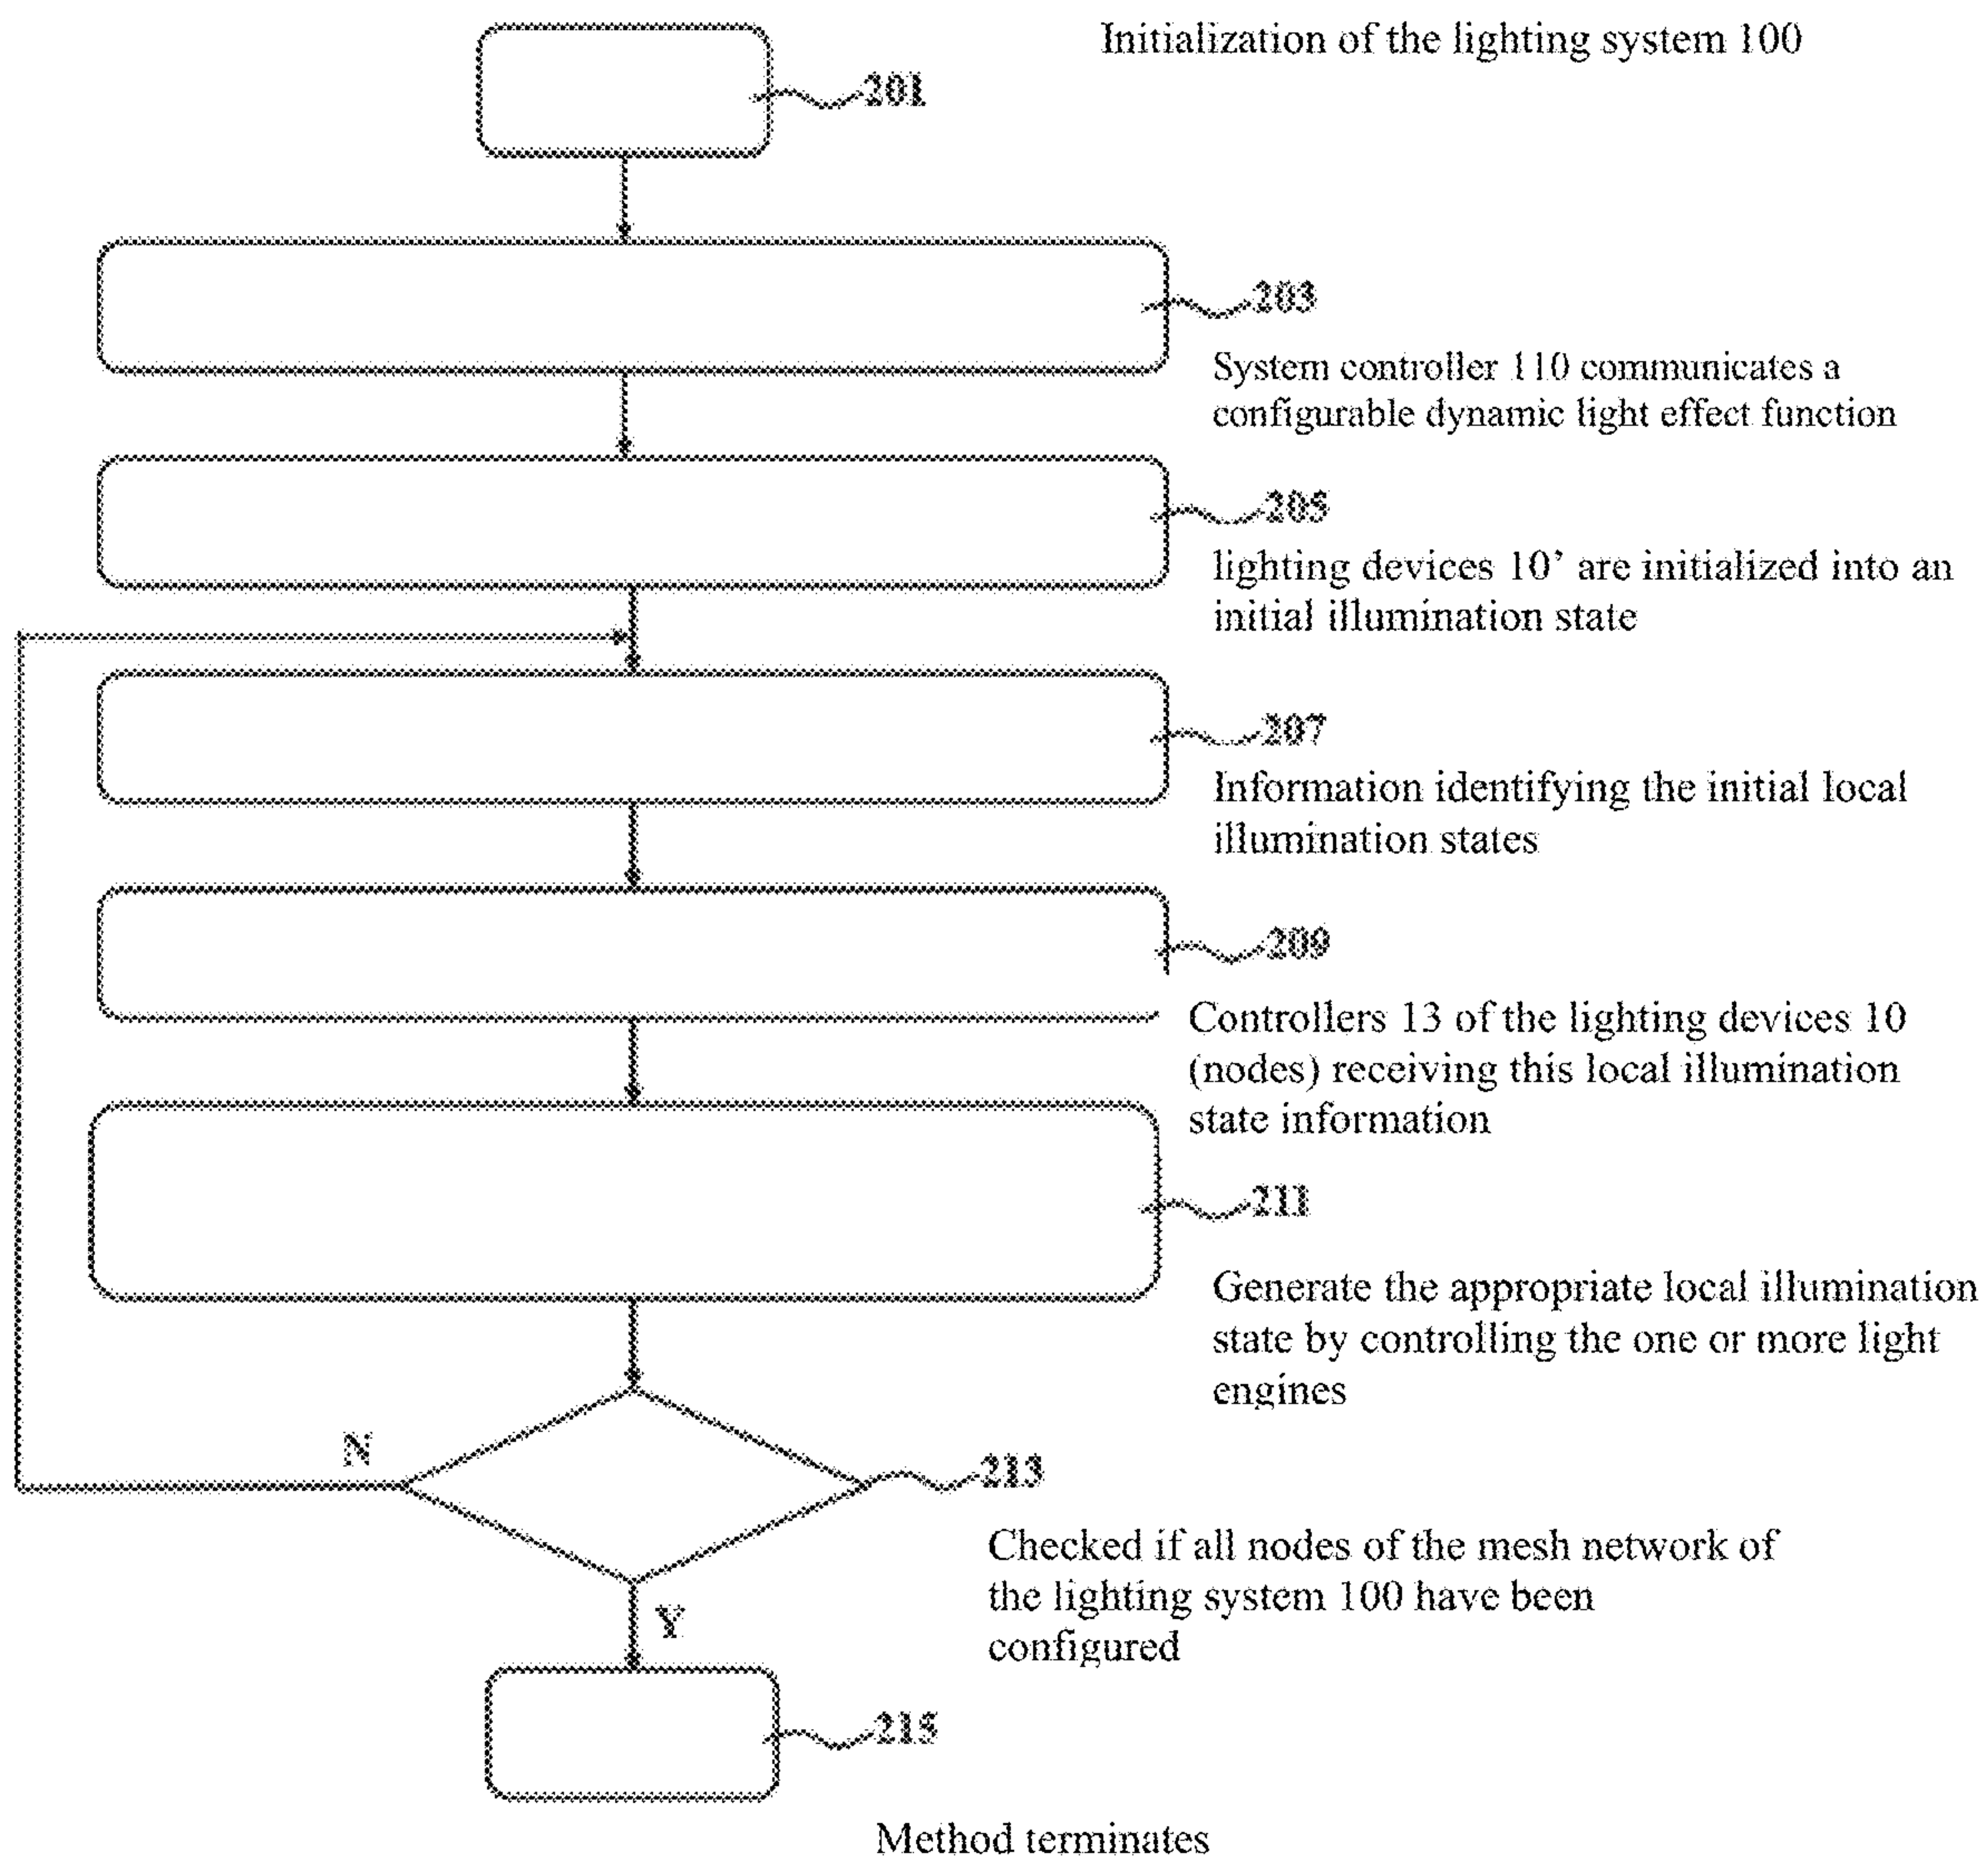 Initialization of the lighting system 100
201
203
System controller 110 communicates a
configurable dynamic light effect function
205
lighting devices 10’ are initialized into an
initial illumination state
207
Information identifying the initial local
illumination states
209
Controllers 13 of the lighting devices 10
(nodes) receiving this local illumination
state information
211
Generate the appropriate local illumination
state by controlling the one or more light
engines
N
213
Checked if all nodes of the mesh network of
the lighting system 100 have been
configured
Y
215
Method terminates